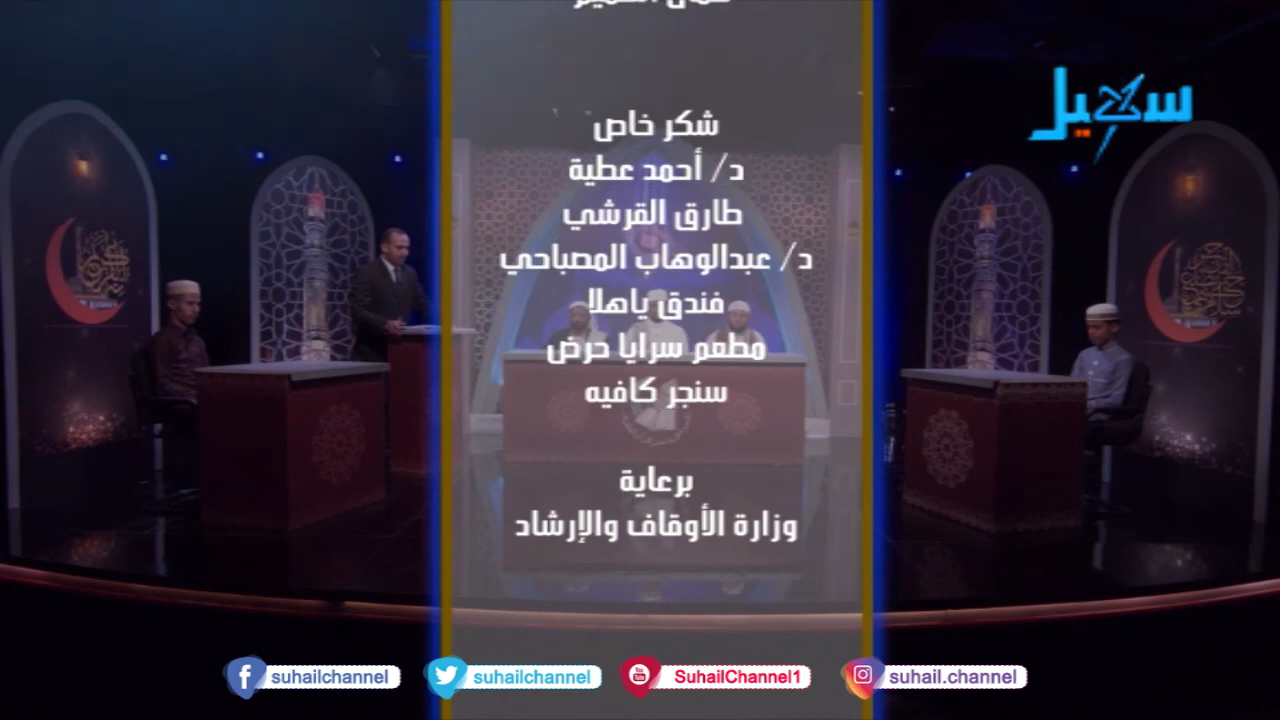 سهيل
شكر خاص
د/ أحمد عطية
طارق القرشي
د/ عبدالوهاب المصباحي
فندق ياهلا
مطعم سرايا حرض
سنجر كافيه
برعاية
وزارة الأوقاف والإرشاد
suhailchannel
suhailchannel
SuhailChannel1
suhail.channel